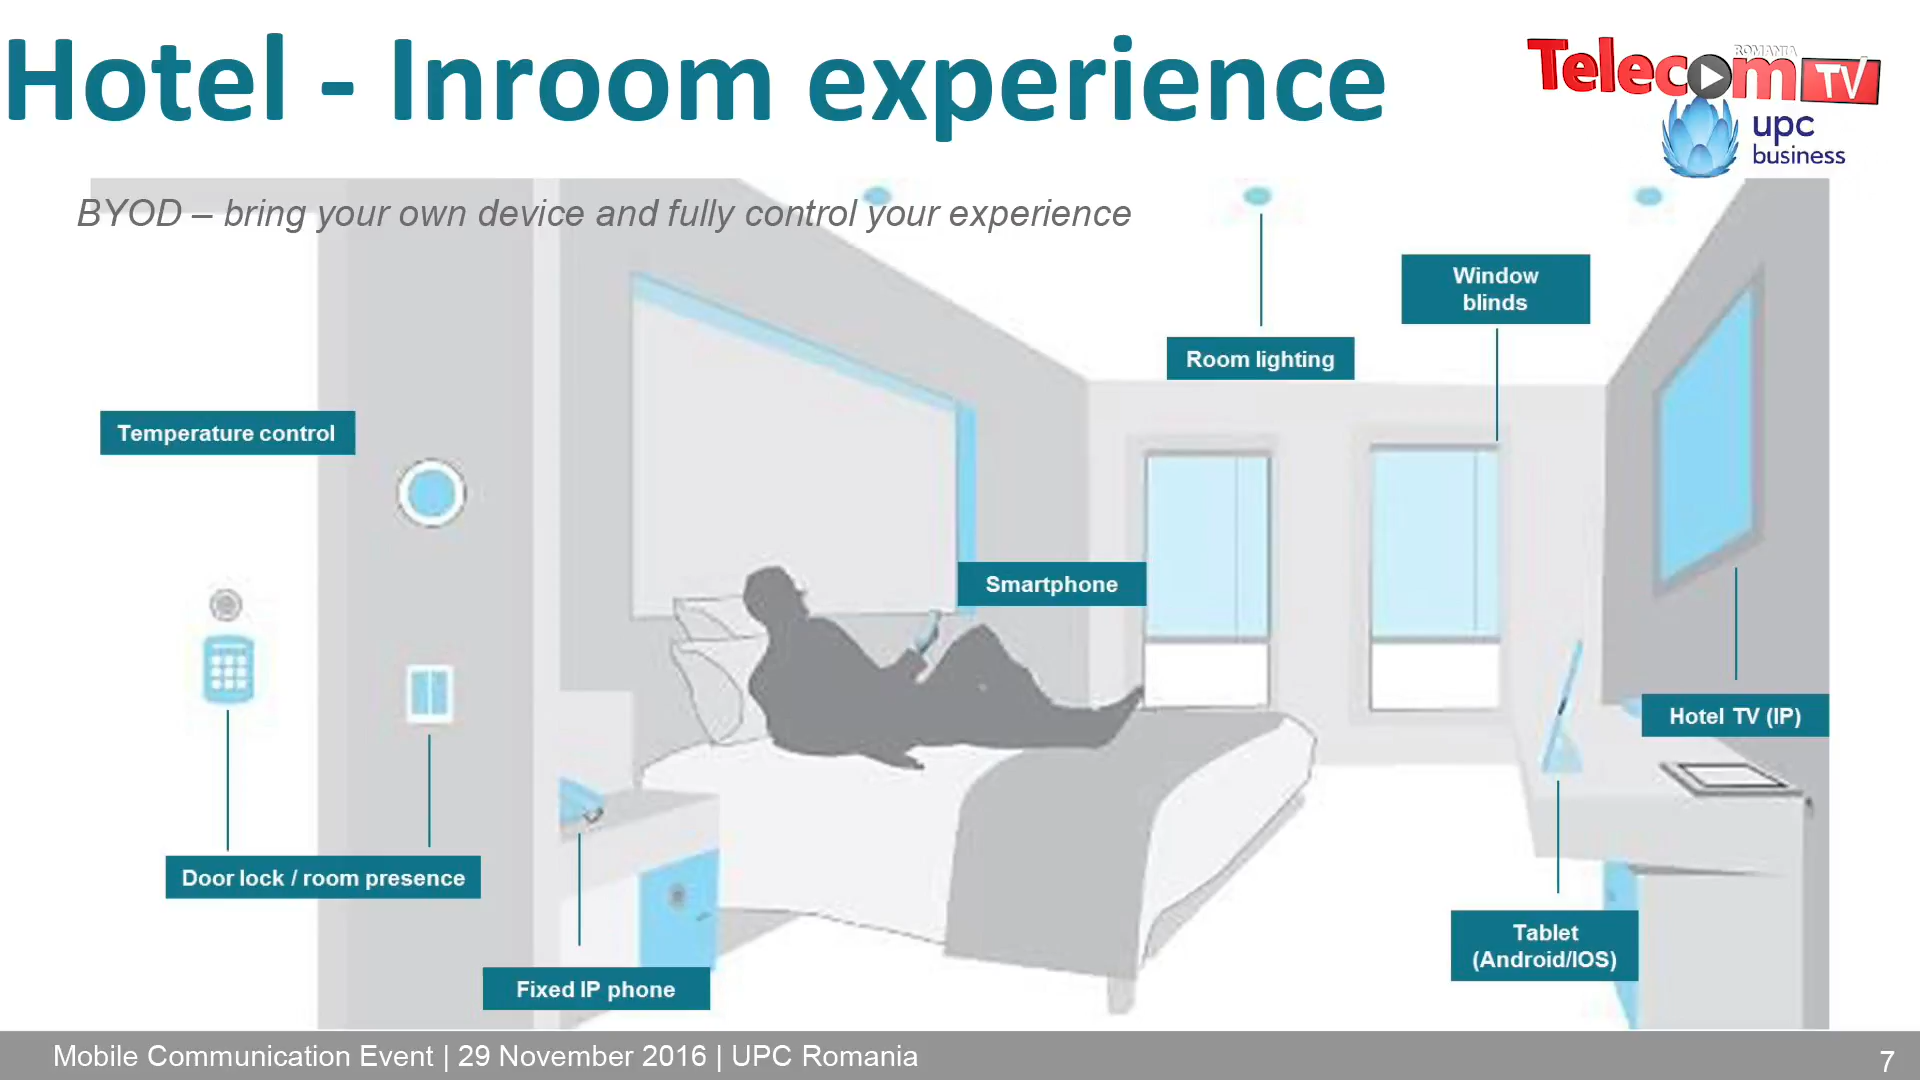 Hotel - Inroom experience
ROMANIA
Telecom TV
upc
business
BYOD – bring your own device and fully control your experience
Window
blinds
Room lighting
Temperature control
Smartphone
Hotel TV (IP)
Door lock / room presence
Tablet
(Android/IOS)
Fixed IP phone
Mobile Communication Event | 29 November 2016 | UPC Romania
7